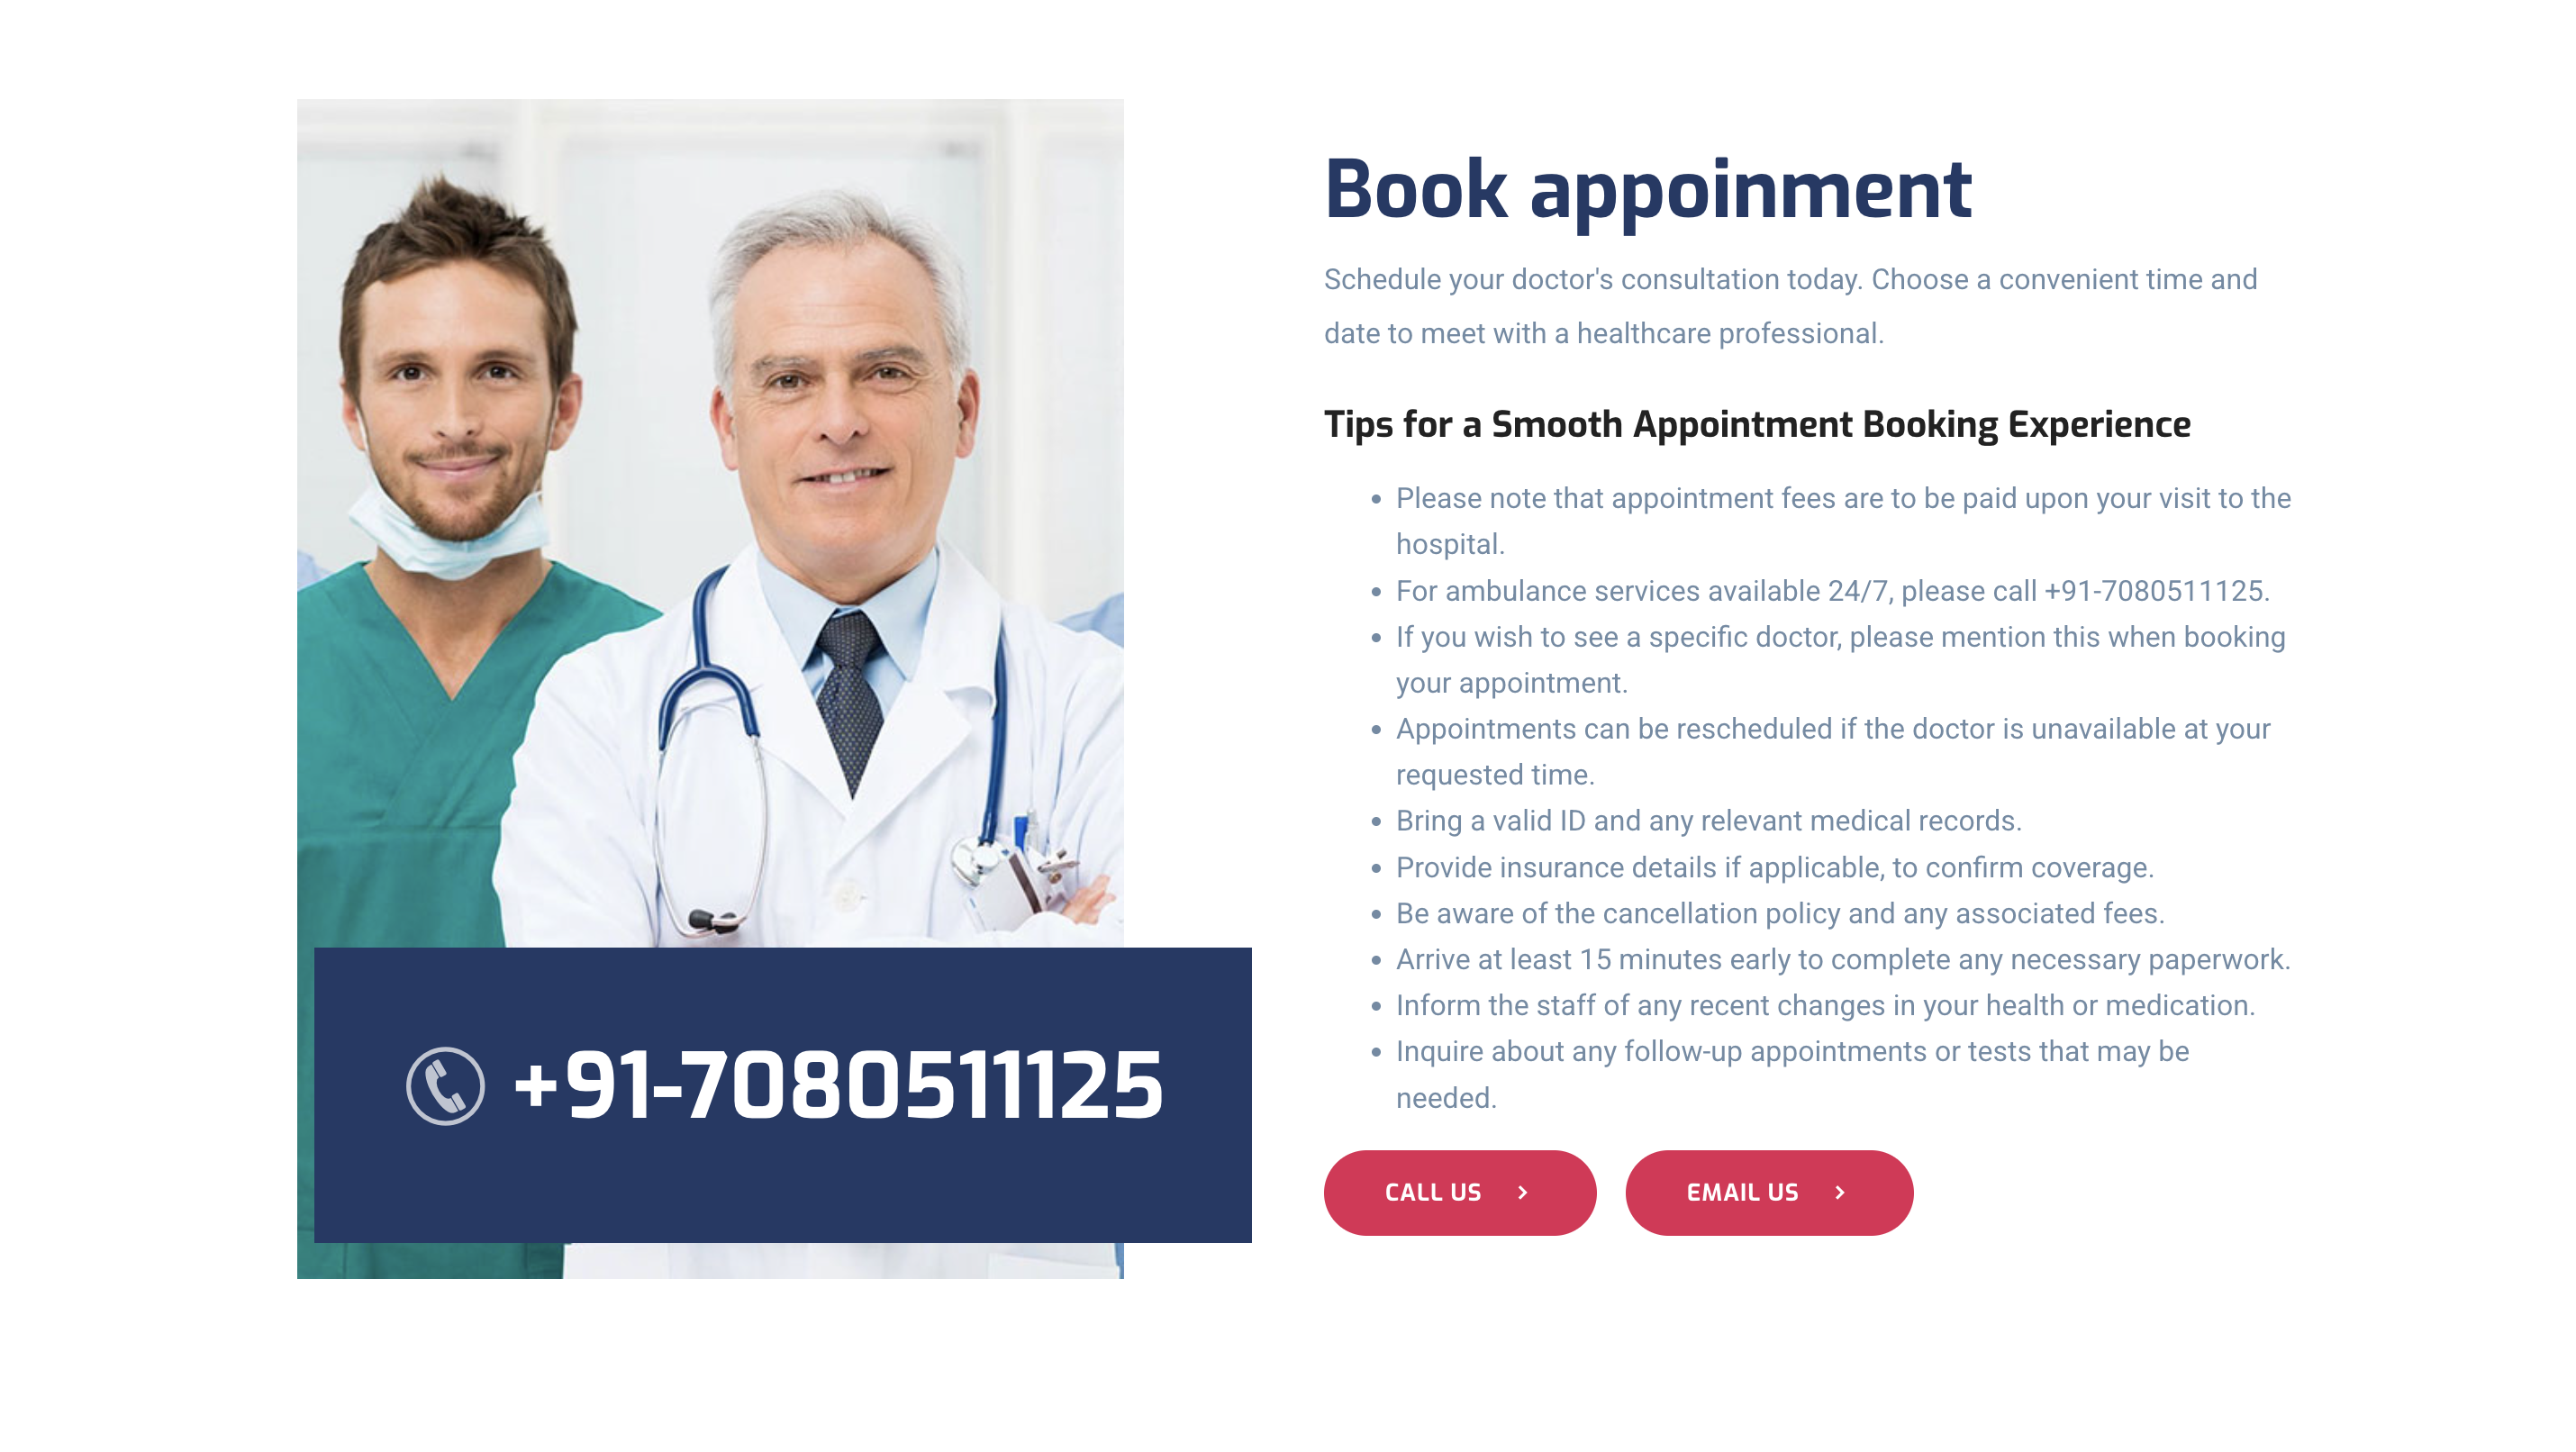 Book appoinment
Schedule your doctor's consultation today. Choose a convenient time and
date to meet with a healthcare professional.
Tips for a Smooth Appointment Booking Experience
• Please note that appointment fees are to be paid upon your visit to the
hospital.
• For ambulance services available 24/7, please call +91-7080511125.
• If you wish to see a specific doctor, please mention this when booking
your appointment.
• Appointments can be rescheduled if the doctor is unavailable at your
requested time.
• Bring a valid ID and any relevant medical records.
• Provide insurance details if applicable, to confirm coverage.
• Be aware of the cancellation policy and any associated fees.
• Arrive at least 15 minutes early to complete any necessary paperwork.
• Inform the staff of any recent changes in your health or medication.
• Inquire about any follow-up appointments or tests that may be
needed.
+91-7080511125
CALL US
EMAIL US